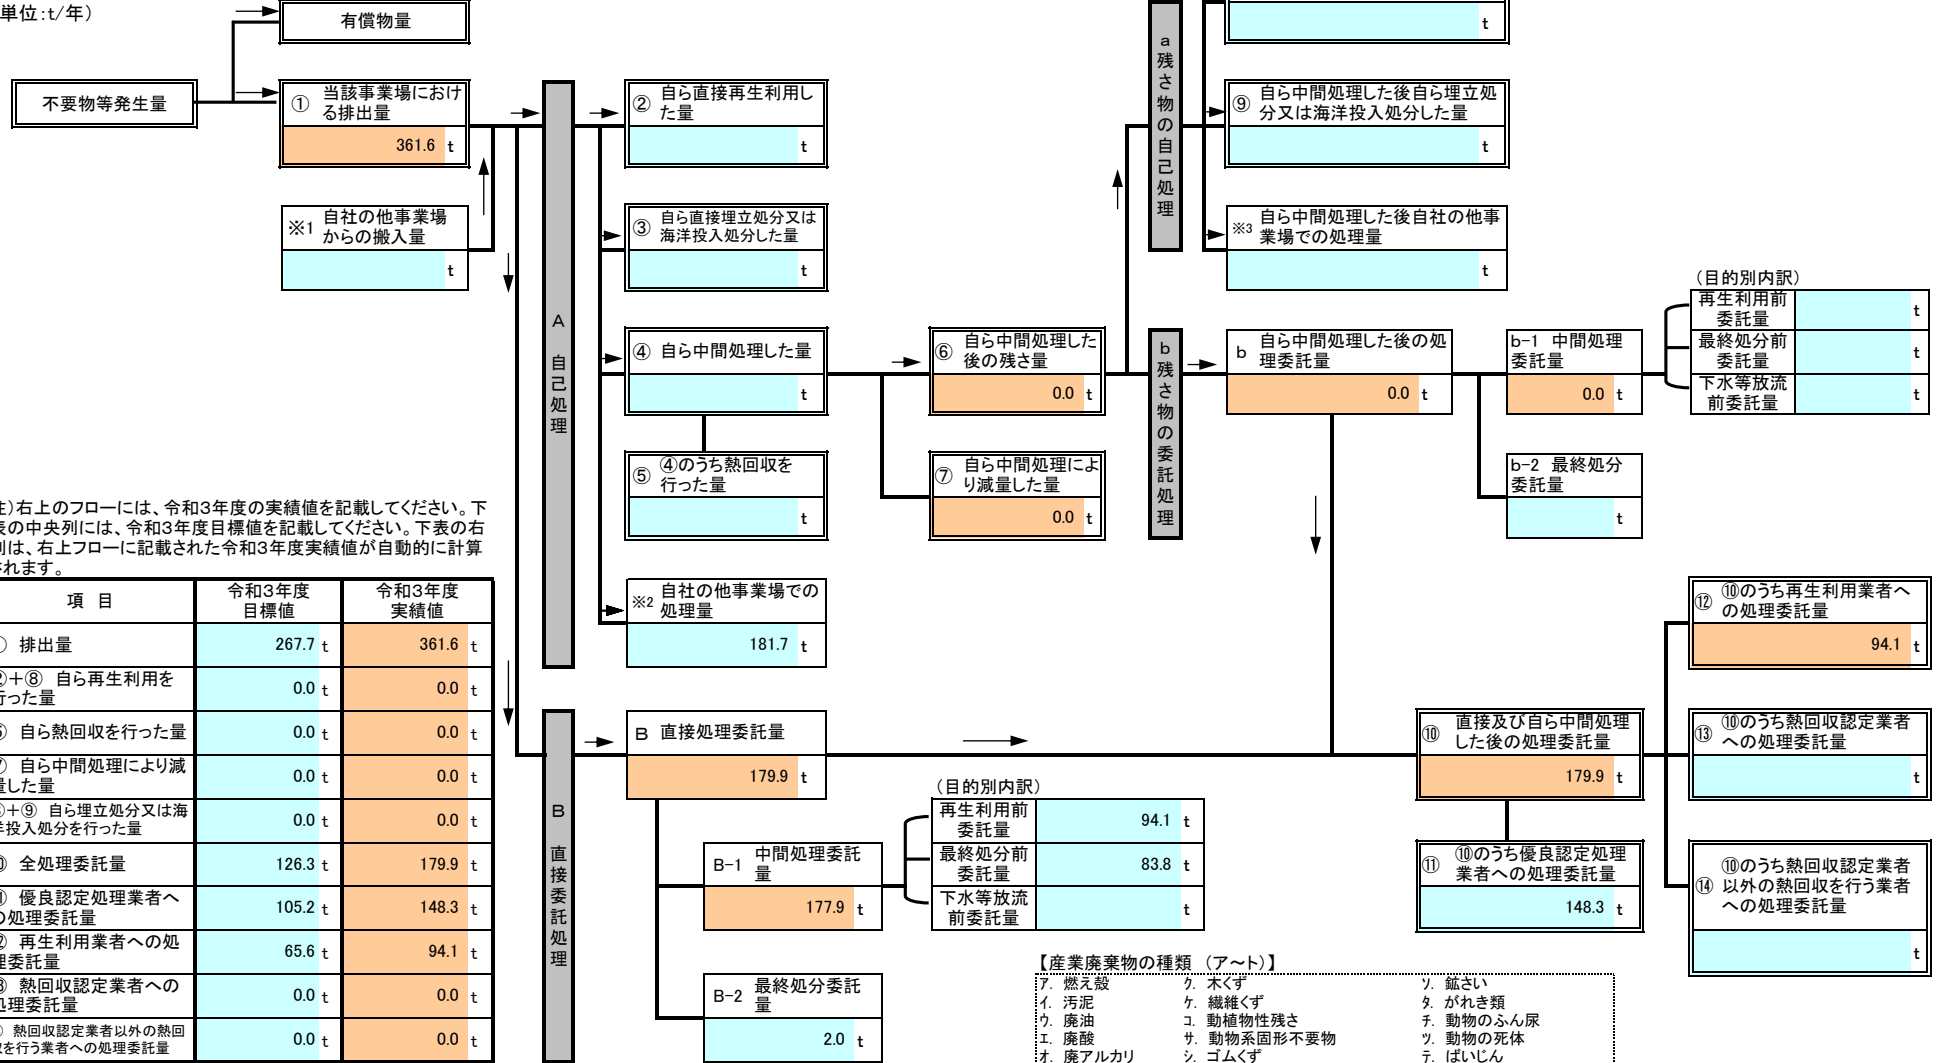 単位:t/年)
有償物量
t
不要物等発生量
① 当該事業場におけ
る排出量
361.6 t
※1 自社の他事業場
からの搬入量
t
A 自己処理
② 自ら直接再生利用し
た量
t
③ 自ら直接埋立処分又は
海洋投入処分した量
t
④ 自ら中間処理した量
t
⑤ ④のうち熱回収を
行った量
t
※2 自社の他事業場での
処理量
181.7 t
⑥ 自ら中間処理した
後の残さ量
0.0 t
⑦ 自ら中間処理によ
り減量した量
0.0 t
a 残さ物の自己処理
⑨ 自ら中間処理した後自ら埋立処
分又は海洋投入処分した量
t
※3 自ら中間処理した後自社の他事
業場での処理量
t
b 残さ物の委託処理
b 自ら中間処理した後の処
理委託量
0.0 t
b-1 中間処理
委託量
0.0 t
b-2 最終処分
委託量
t
(目的別内訳)
再生利用前
委託量
t
最終処分前
委託量
t
下水等放流
前委託量
t
)右上のフローには、令和3年度の実績値を記載してください。下
の中央列には、令和3年度目標値を記載してください。下表の右
は、右上フローに記載された令和3年度実績値が自動的に計算
れます。
項 目 令和3年度
目標値 令和3年度
実績値
排出量 267.7 t 361.6 t
+⑧ 自ら再生利用を
行った量 0.0 t 0.0 t
自ら熱回収を行った量 0.0 t 0.0 t
自ら中間処理により減
量した量 0.0 t 0.0 t
+⑨ 自ら埋立処分又は海
洋投入処分を行った量 0.0 t 0.0 t
全処理委託量 126.3 t 179.9 t
優良認定処理業者へ
の処理委託量 105.2 t 148.3 t
再生利用業者への処
理委託量 65.6 t 94.1 t
熱回収認定業者への
処理委託量 0.0 t 0.0 t
熱回収認定業者以外の熱回
収を行う業者への処理委託量 0.0 t 0.0 t
B 直接委託処理
B 直接処理委託量
179.9 t
B-1 中間処理委託
量
177.9 t
B-2 最終処分委託
量
2.0 t
(目的別内訳)
再生利用前
委託量
94.1 t
最終処分前
委託量
83.8 t
下水等放流
前委託量
t
⑩ 直接及び自ら中間処理
した後の処理委託量
179.9 t
⑪ ⑩のうち優良認定処理
業者への処理委託量
148.3 t
⑫ ⑩のうち再生利用業者へ
の処理委託量
94.1 t
⑬ ⑩のうち熱回収認定業者
への処理委託量
t
⑭ ⑩のうち熱回収認定業者
以外の熱回収を行う業者
への処理委託量
t
【産業廃棄物の種類 (ア~ト)】
ア. 燃え殻 ク. 木くず ソ. 鉱さい
イ. 汚泥 ケ. 繊維くず タ. がれき類
ウ. 廃油 コ. 動植物性残さ チ. 動物のふん尿
エ. 廃酸 サ. 動物系固形不要物 ツ. 動物の死体
オ. 廃アルカリ シ. ゴムくず テ. ばいじん